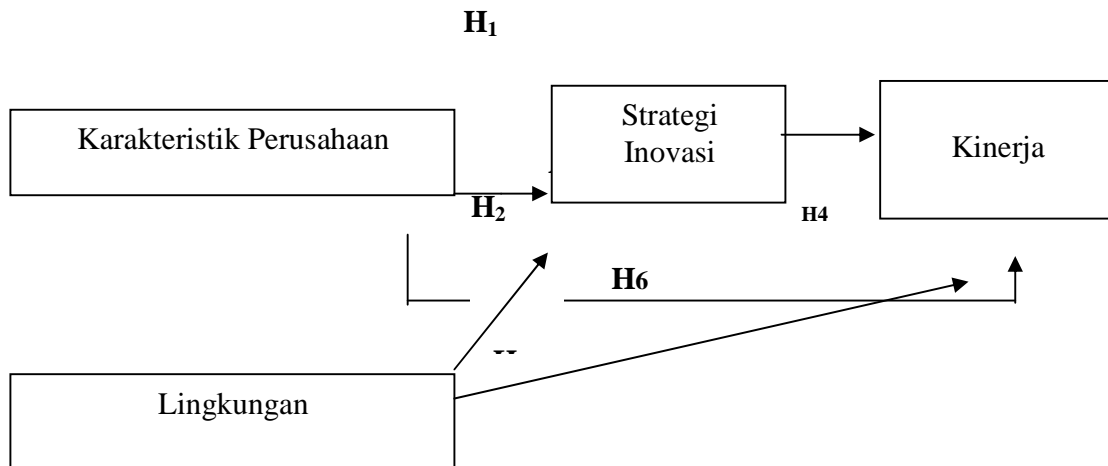 H₁
Karakteristik Perusahaan
Strategi
Inovasi
Kinerja
H₂
H4
H6
Lingkungan